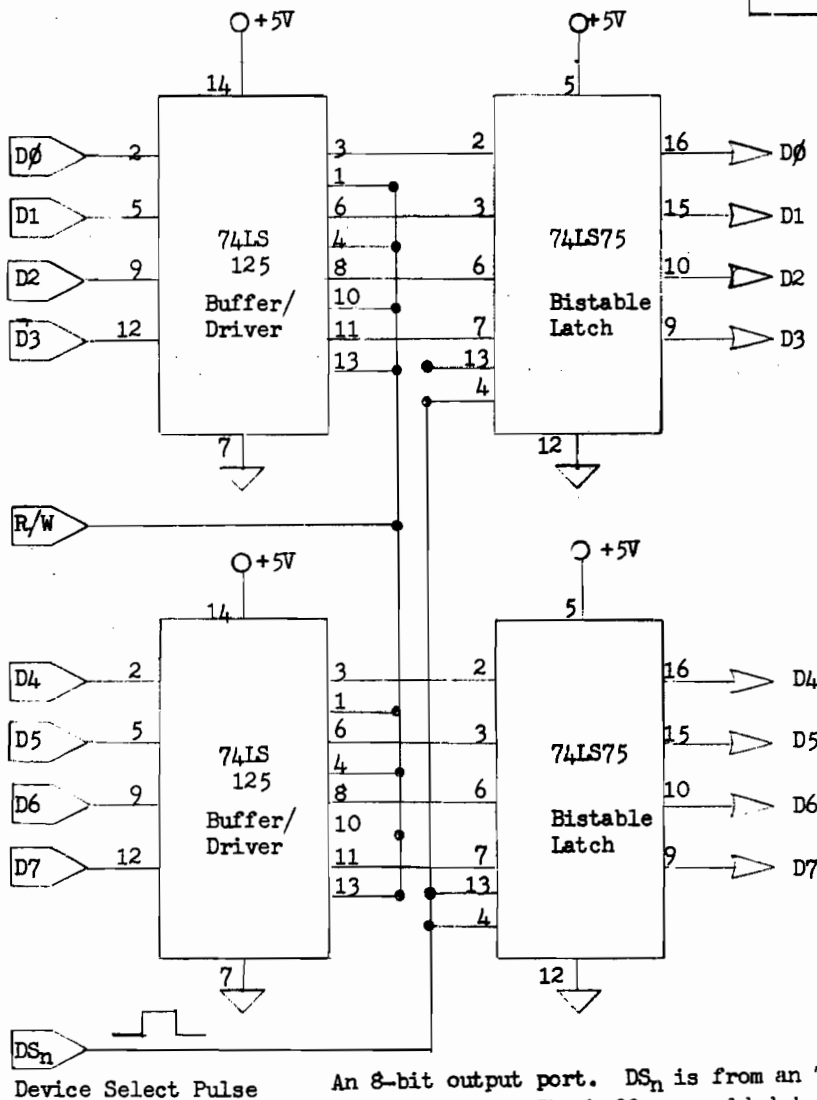 +5V +5V
14 5
DØ 2 3 2 16 DØ
1
D1 5 6 3 15 D1
74LS 4 74LS75
125
D2 9 8 6 10 D2
Buffer/ 10 Bistable
Driver Latch
D3 12 11 7 9 D3
13 13
4
7 12
R/W
+5V +5V
14 5
D4 2 3 2 16 D4
1
D5 5 6 3 15 D5
74LS 4 74LS75
125
D6 9 8 6 10 D6
Buffer/ 10 Bistable
Driver Latch
D7 12 11 7 9 D7
13 13
4
7 12
DSn
Device Select Pulse An 8-bit output port. DSn is from an